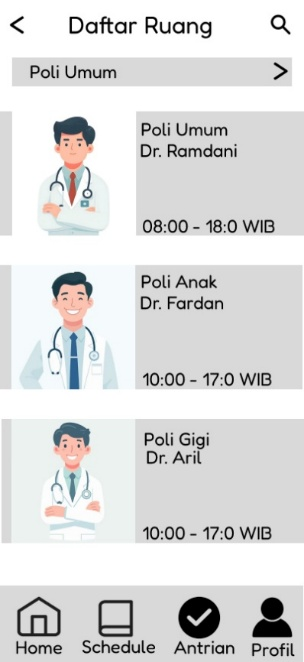 Daftar Ruang
Poli Umum
Poli Umum
Dr. Ramdani
08:00 - 18:0 WIB
Poli Anak
Dr. Fardan
10:00 - 17:0 WIB
Poli Gigi
Dr. Aril
10:00 - 17:0 WIB
Home Schedule Antrian Profil